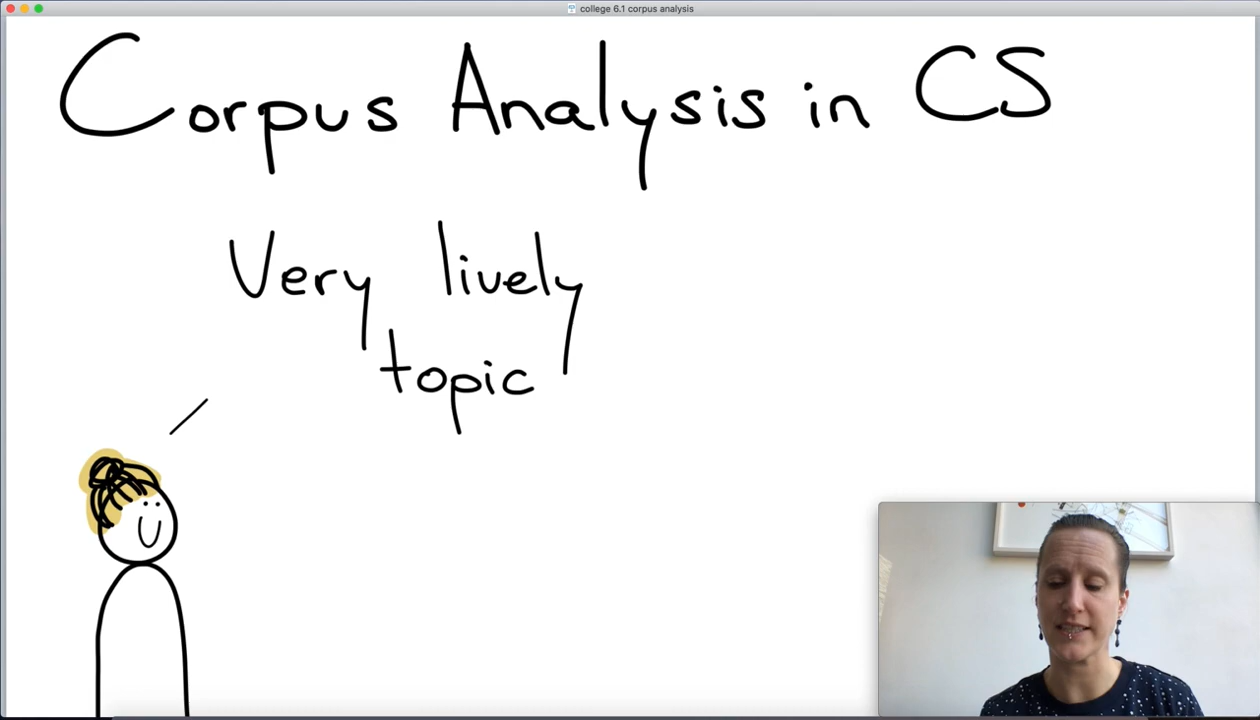 college 6.1 corpus analysis
Corpus Analysis in CS
Very lively
topic